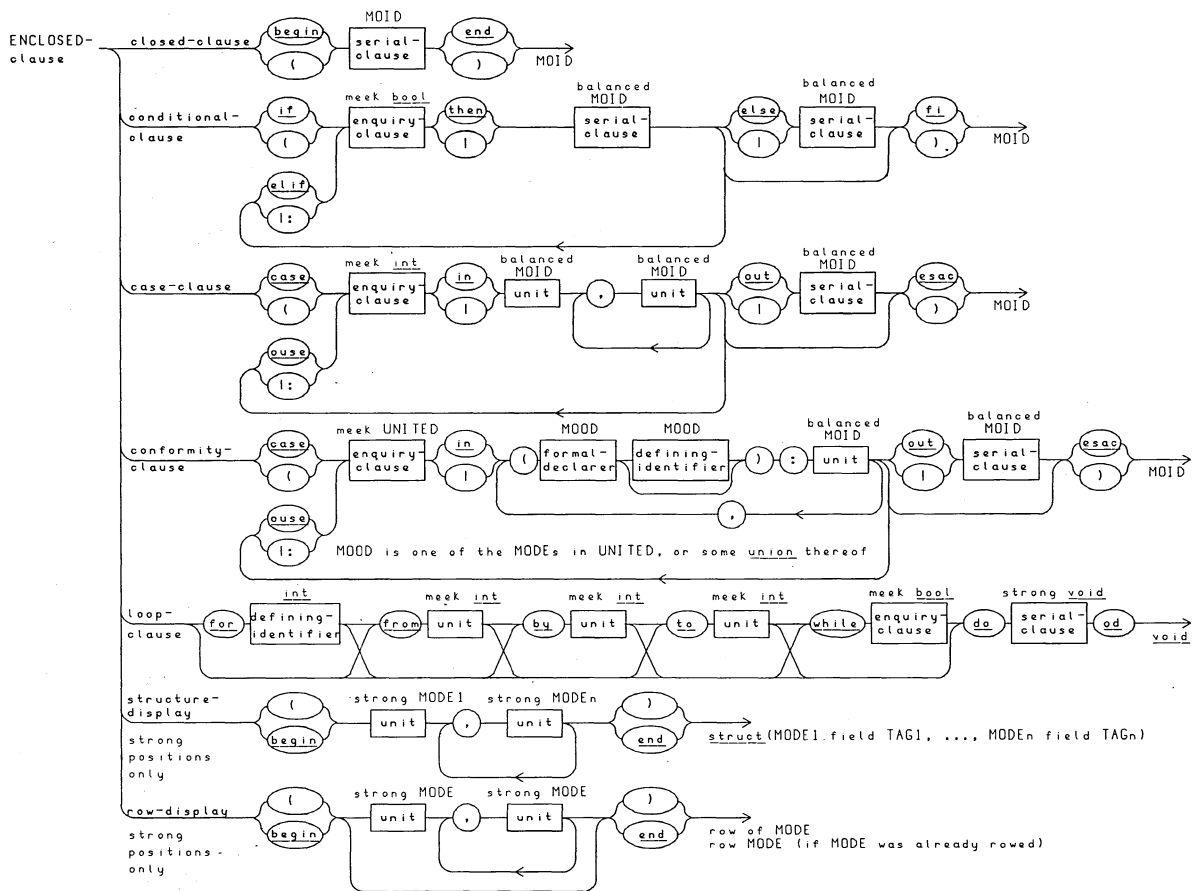 MOID
ENCLOSED-clause
closed-clause begin ( serial-clause end ) MOID
meek bool balanced MOID balanced MOID
conditional-clause if ( enquiry-clause then | serial-clause else | serial-clause fi ) MOID
elif |:
meek int balanced MOID balanced MOID balanced MOID
case-clause case ( enquiry-clause in | unit , unit out | serial-clause esac ) MOID
ouse |:
meek UNITED MOOD MOOD balanced MOID balanced MOID
conformity-clause case ( enquiry-clause in | ( formal-declarer defining-identifier ) : unit out | serial-clause esac ) MOID
,
ouse |:
MOOD is one of the MODEs in UNITED, or some union thereof
int meek int meek int meek int meek bool strong void
loop-clause for defining-identifier from unit by unit to unit while enquiry-clause do serial-clause od void
strong MODE1 strong MODEn
structure-display ( begin unit , unit ) end
strong positions only
struct(MODE1 field TAG1, ..., MODEn field TAGn)
strong MODE strong MODE
row-display ( begin unit , unit ) end
strong positions-only
row of MODE
row MODE (if MODE was already rowed)